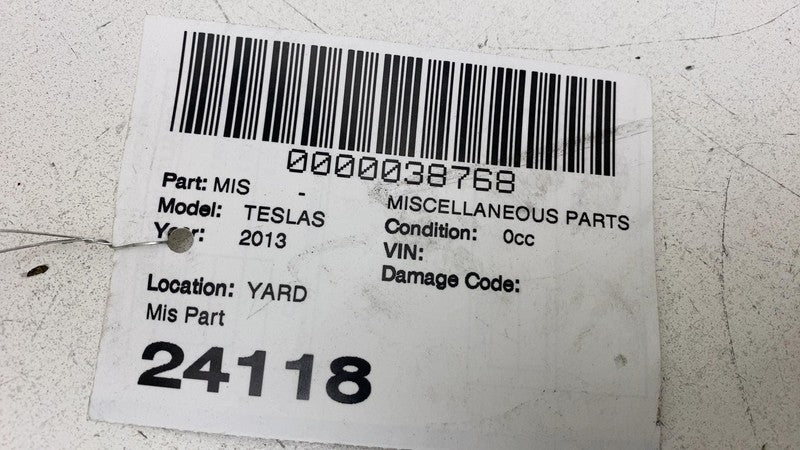 0000038768
Part: MIS - MISCELLANEOUS PARTS
Model: TESLAS Condition: 0cc
Year: 2013 VIN:
Damage Code:
Location: YARD
Mis Part
24118